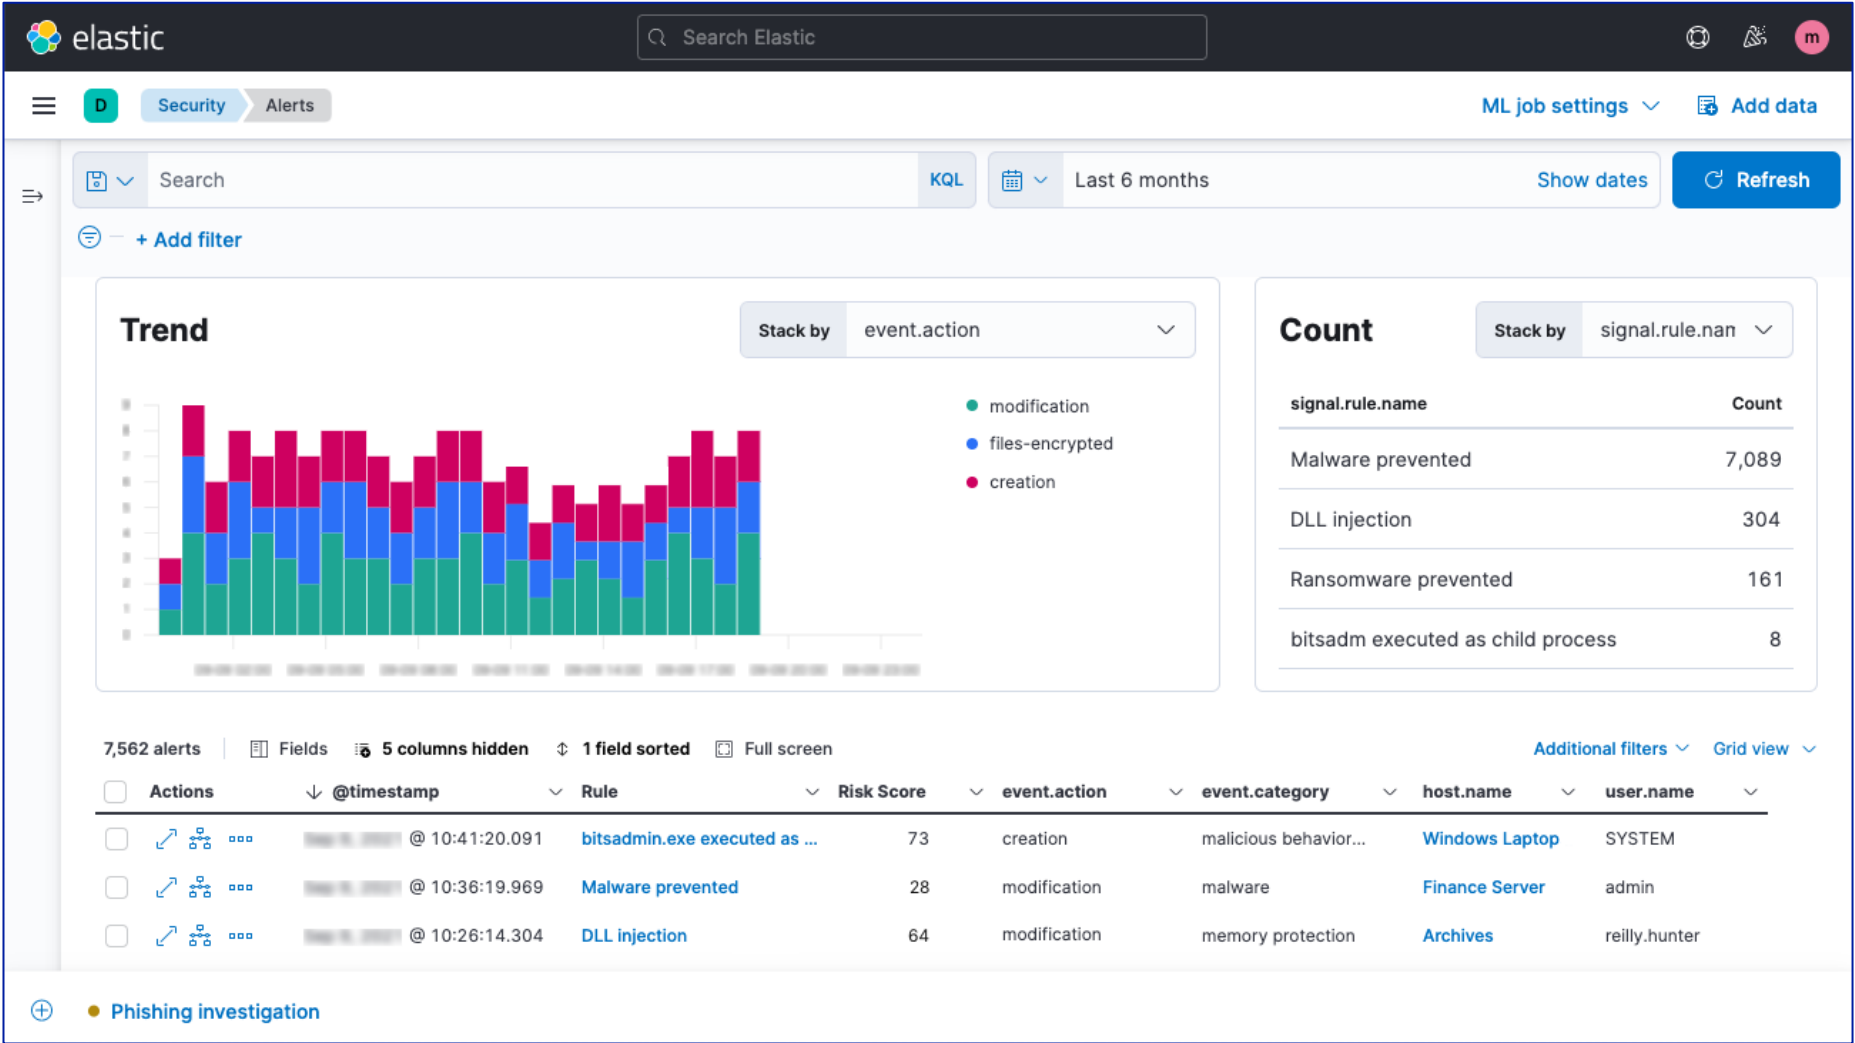 elastic
Search Elastic
m
D
Security
Alerts
ML job settings
Add data
Search
KQL
Last 6 months
Show dates
Refresh
+ Add filter
Trend
Stack by
event.action
modification
files-encrypted
creation
Count
Stack by
signal.rule.nam
signal.rule.name Count
Malware prevented 7,089
DLL injection 304
Ransomware prevented 161
bitsadm executed as child process 8
7,562 alerts
Fields
5 columns hidden
1 field sorted
Full screen
Additional filters
Grid view
Actions @timestamp Rule Risk Score event.action event.category host.name user.name
@ 10:41:20.091 bitsadmin.exe executed as ... 73 creation malicious behavior... Windows Laptop SYSTEM
@ 10:36:19.969 Malware prevented 28 modification malware Finance Server admin
@ 10:26:14.304 DLL injection 64 modification memory protection Archives reilly.hunter
Phishing investigation